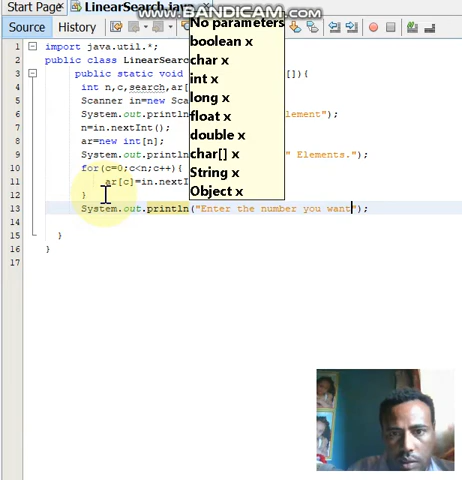 Start Page
LinearSearch.java
WWW.BANDICAM.COM
Source
History
No parameters
boolean x
char x
int x
long x
float x
double x
char[] x
String x
Object x
1 import java.util.*;
2 public class LinearSearc
3 public static void []){
4 int n,c,search,ar[
5 Scanner in=new Sca
6 System.out.println lement");
7 n=in.nextInt();
8 ar=new int[n];
9 System.out.println " Elements.");
10 for(c=0;c<n;c++){
11 ar[c]=in.nextI
12 }
13 System.out.println("Enter the number you want");
14
15 }
16 }
17